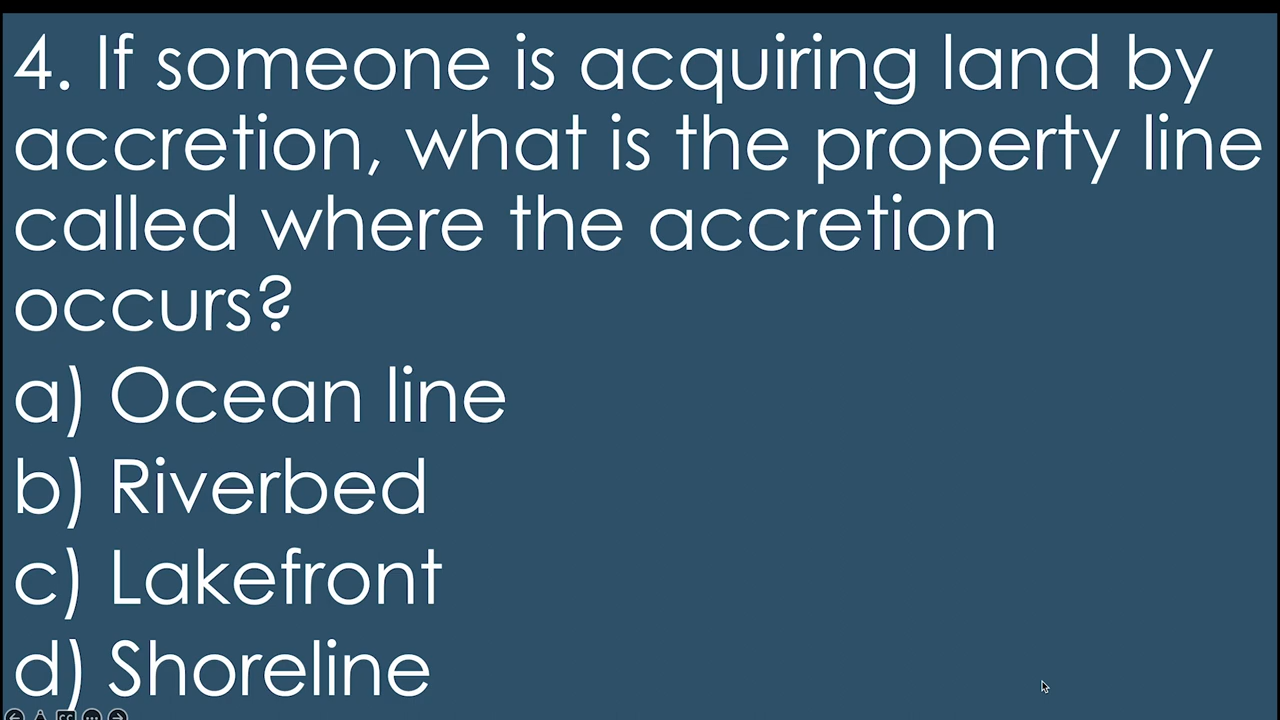 4. If someone is acquiring land by
accretion, what is the property line
called where the accretion
occurs?
a) Ocean line
b) Riverbed
c) Lakefront
d) Shoreline